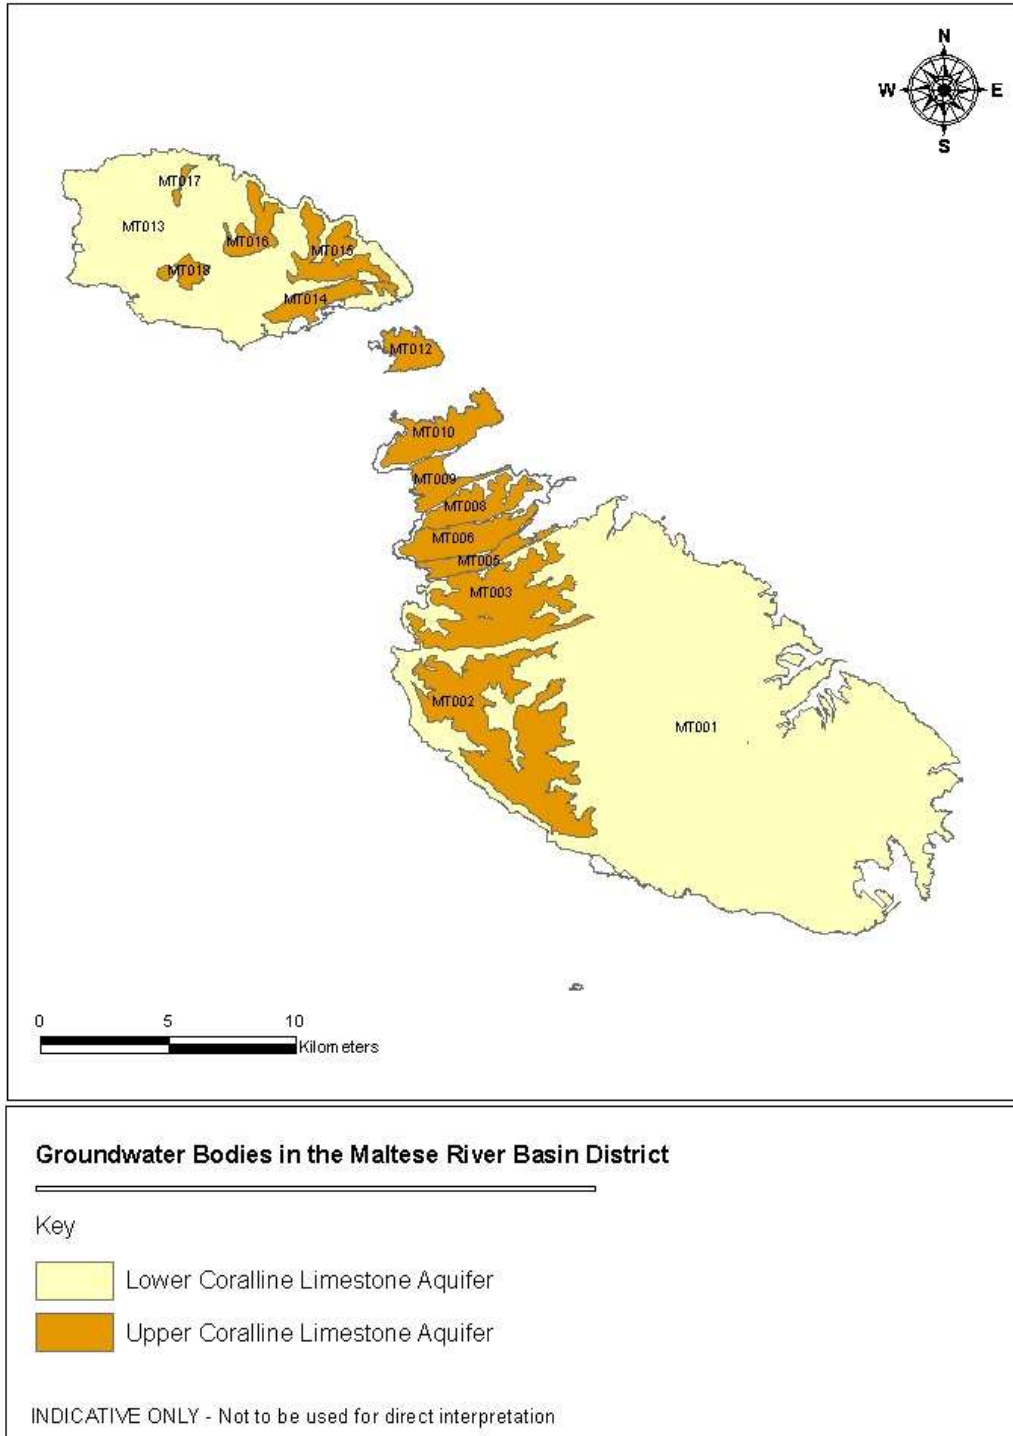 N
W E
S
MT017
MT013
MT016
MT015
MT018
MT014
MT012
MT010
MT009
MT008
MT006
MT005
MT003
MT002
MT001
0 5 10
Kilometers
Groundwater Bodies in the Maltese River Basin District
Key
Lower Coralline Limestone Aquifer
Upper Coralline Limestone Aquifer
INDICATIVE ONLY - Not to be used for direct interpretation